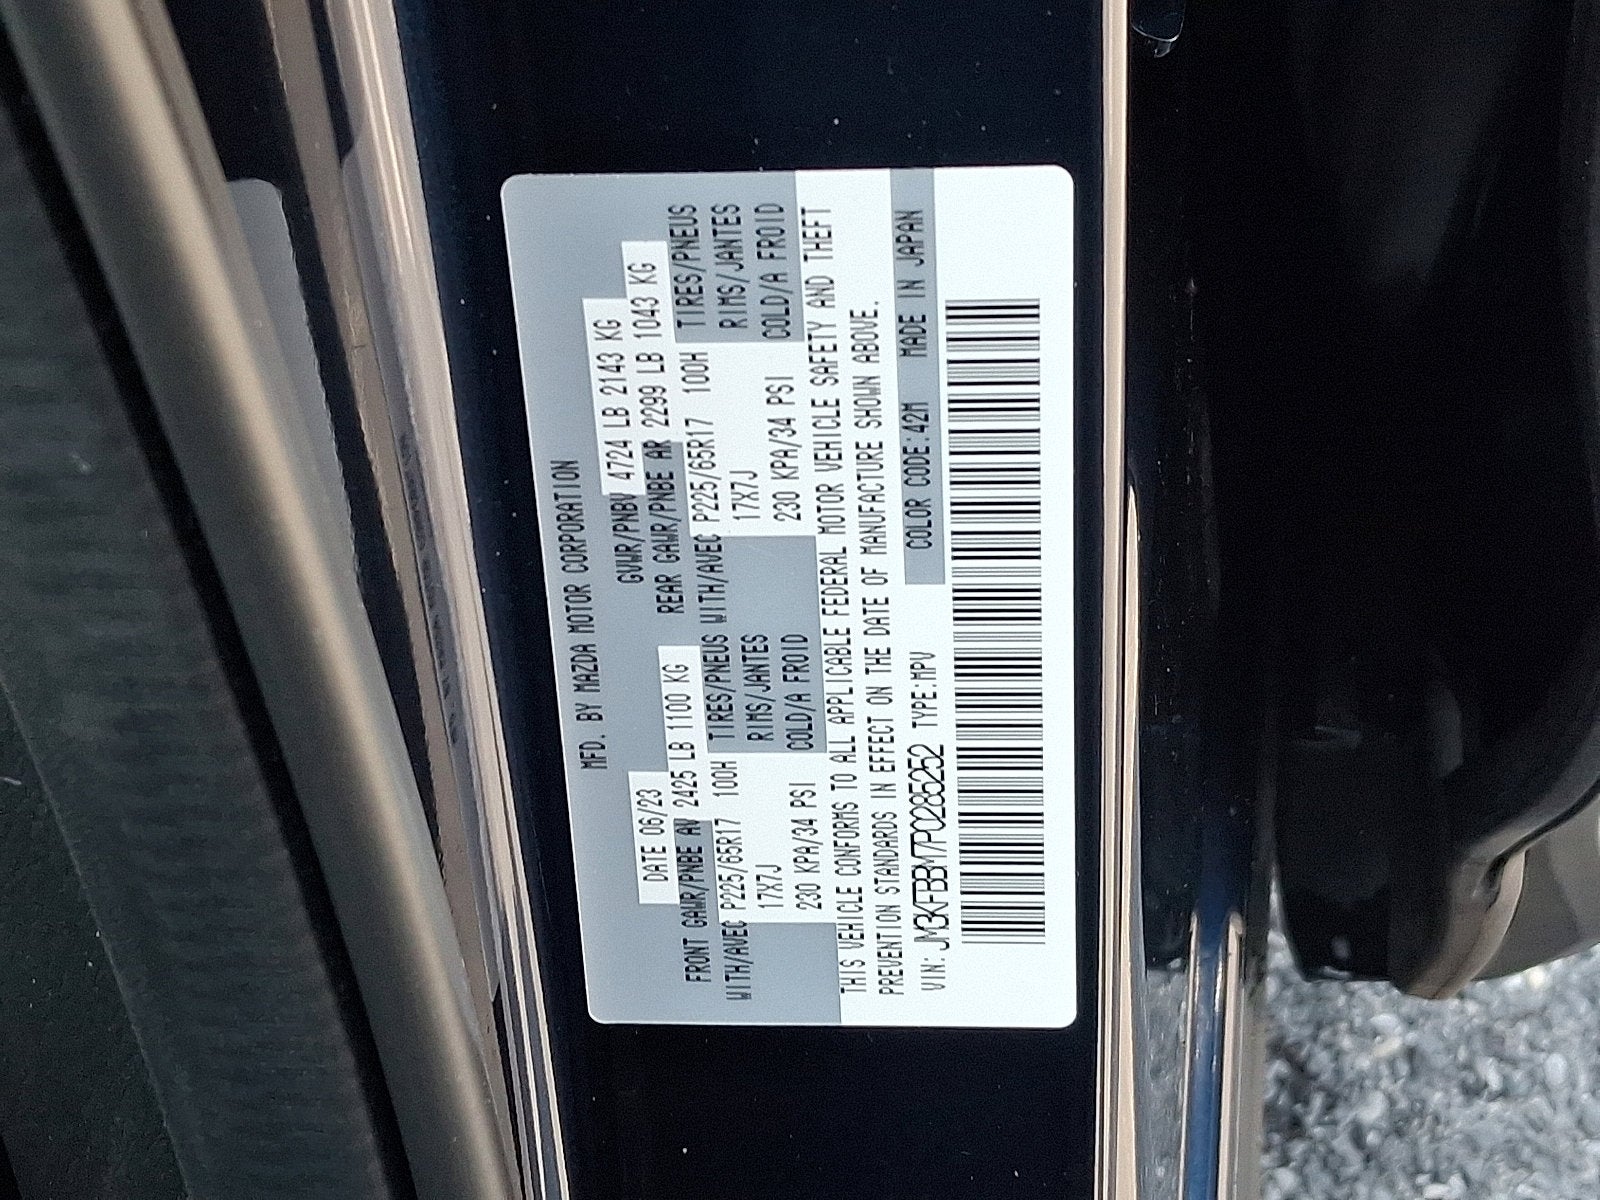 MFD. BY MAZDA MOTOR CORPORATION
DATE 06/23 GVWR/PNBV 4724 LB 2143 KG
FRONT GAWR/PNBE AV 2425 LB 1100 KG REAR GAWR/PNBE AR 2299 LB 1043 KG
WITH/AVEC P225/65R17 100H TIRES/PNEUS WITH/AVEC P225/65R17 100H TIRES/PNEUS
17X7J RIMS/JANTES 17X7J RIMS/JANTES
230 KPA/34 PSI COLD/A FROID 230 KPA/34 PSI COLD/A FROID
THIS VEHICLE CONFORMS TO ALL APPLICABLE FEDERAL MOTOR VEHICLE SAFETY AND THEFT
PREVENTION STANDARDS IN EFFECT ON THE DATE OF MANUFACTURE SHOWN ABOVE.
VIN: JM3KFBBM7P0285252 TYPE:MPV COLOR CODE:42M MADE IN JAPAN